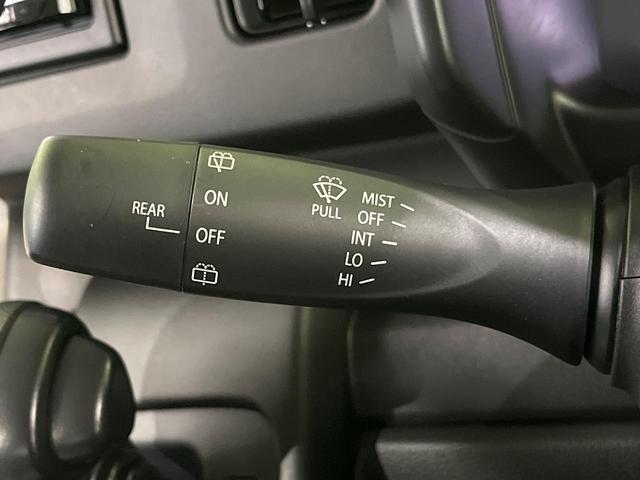 REAR
ON
OFF
PULL
MIST
OFF
INT
LO
HI